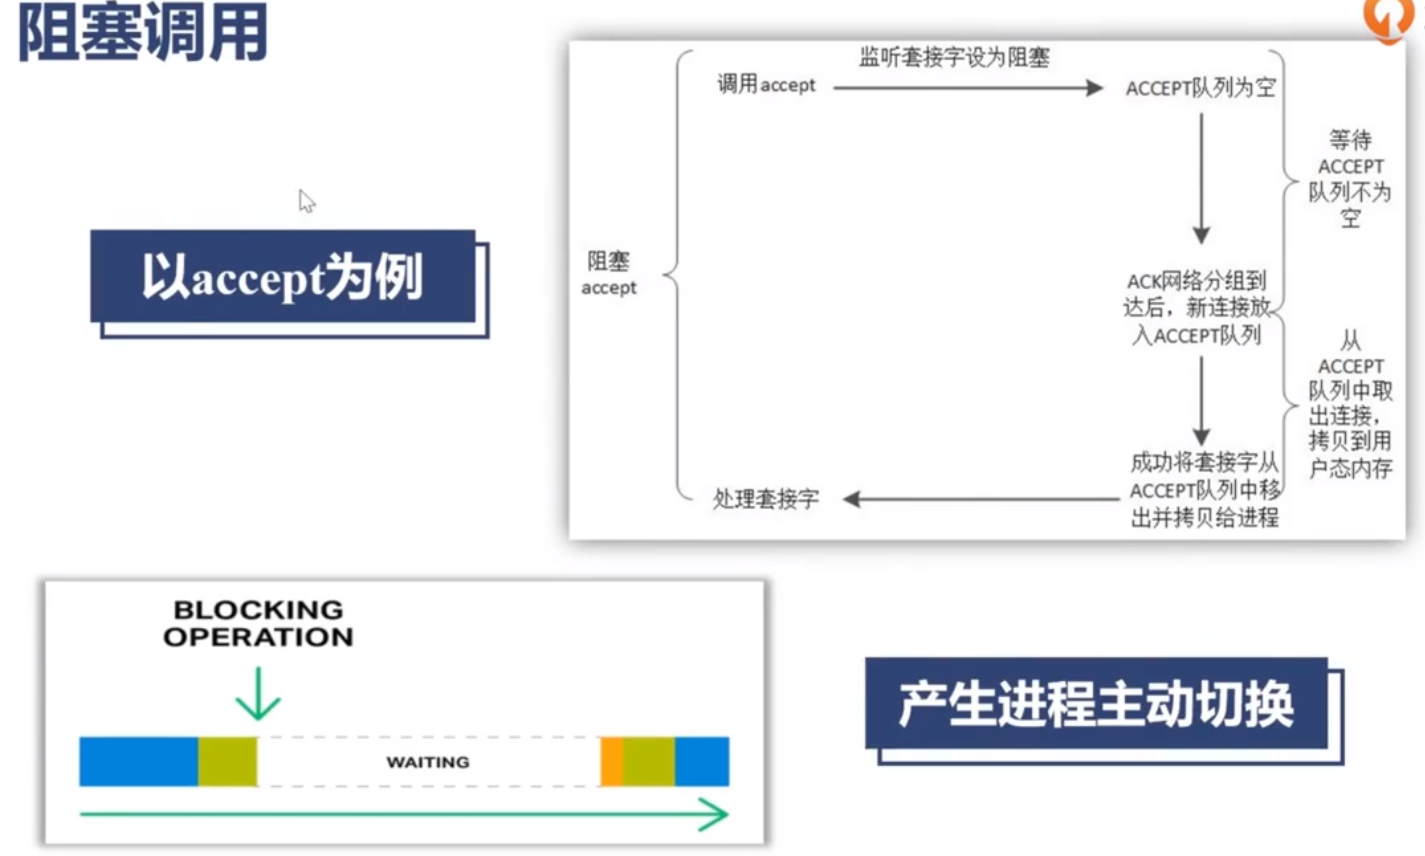 阻塞调用
监听套接字设为阻塞
调用accept
ACCEPT队列为空
等待
ACCEPT
队列不为
空
以accept为例
阻塞
accept
ACK网络分组到
达后，新连接放
入ACCEPT队列
从
ACCEPT
队列中取
出连接，
拷贝到用
户态内存
成功将套接字从
ACCEPT队列中移
出并拷贝给进程
处理套接字
BLOCKING
OPERATION
WAITING
产生进程主动切换